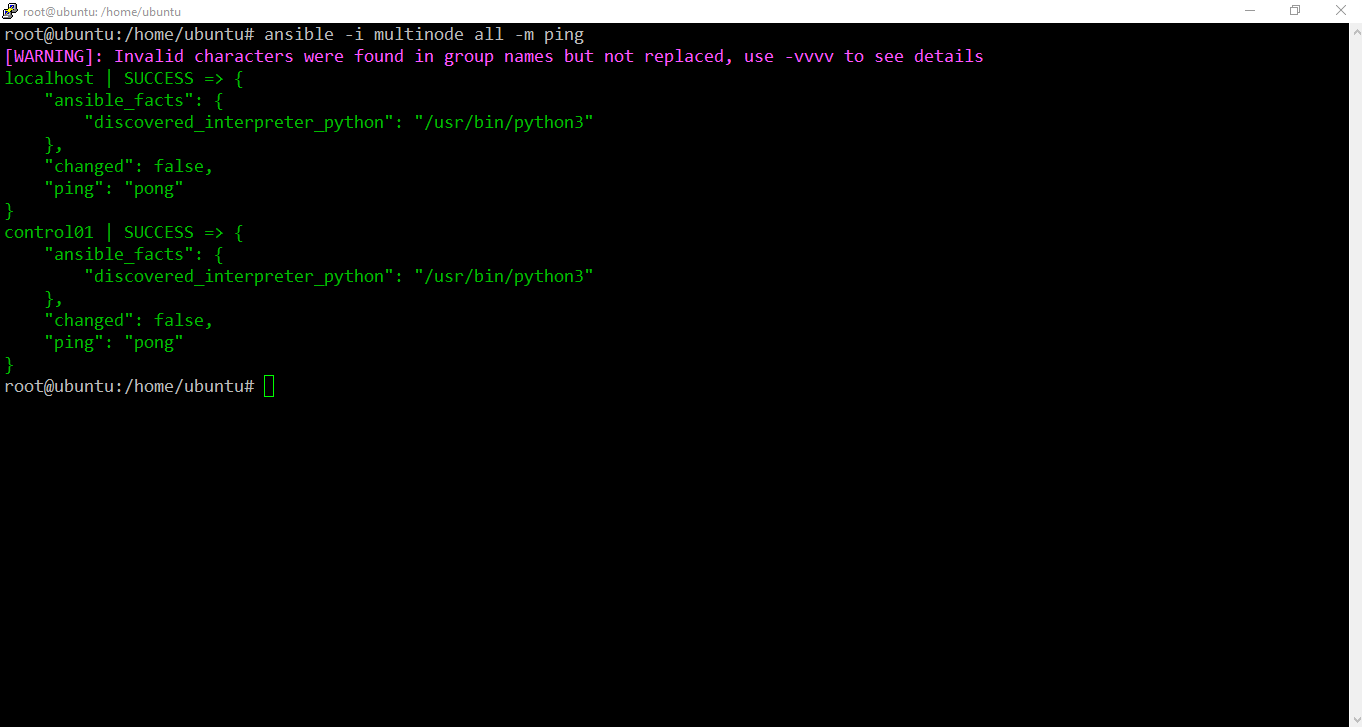 root@ubuntu: /home/ubuntu
root@ubuntu:/home/ubuntu# ansible -i multinode all -m ping
[WARNING]: Invalid characters were found in group names but not replaced, use -vvvv to see details
localhost | SUCCESS => {
    "ansible_facts": {
        "discovered_interpreter_python": "/usr/bin/python3"
    },
    "changed": false,
    "ping": "pong"
}
control01 | SUCCESS => {
    "ansible_facts": {
        "discovered_interpreter_python": "/usr/bin/python3"
    },
    "changed": false,
    "ping": "pong"
}
root@ubuntu:/home/ubuntu#